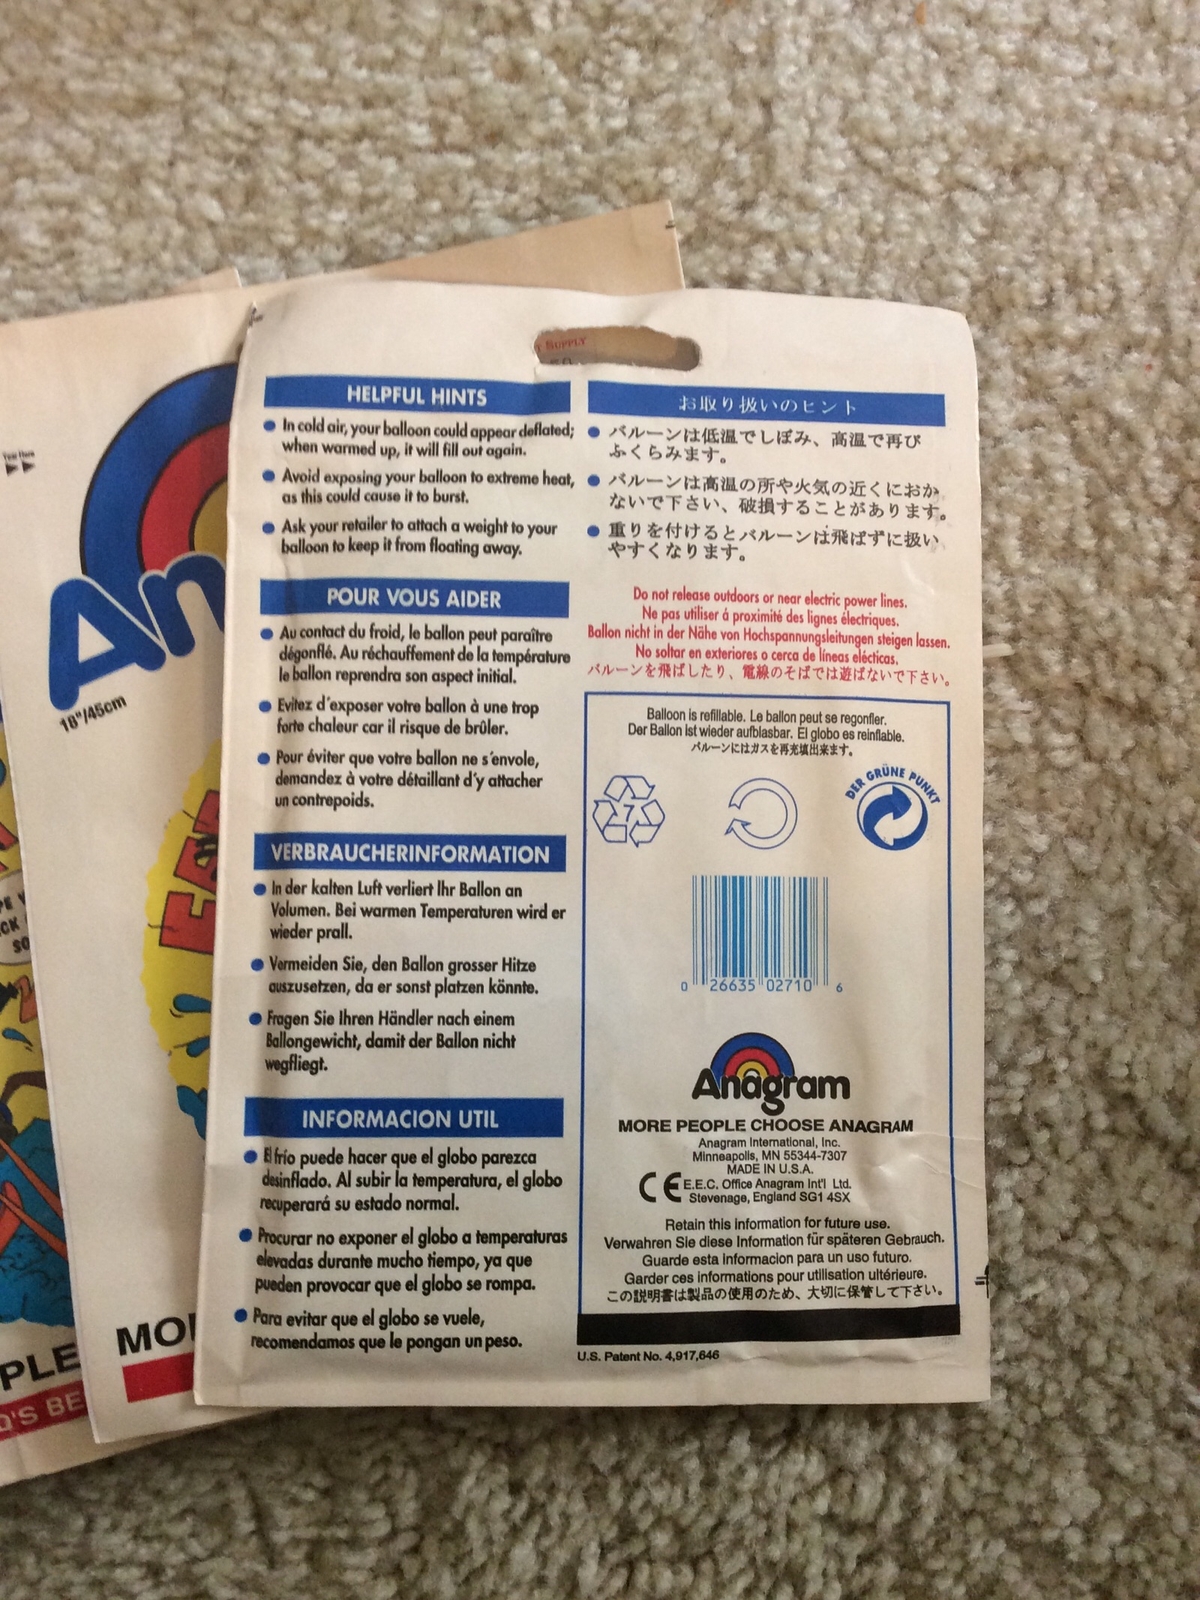 T SUPPLY
HELPFUL HINTS
In cold air, your balloon could appear deflated;
when warmed up, it will fill out again.
Avoid exposing your balloon to extreme heat,
as this could cause it to burst.
Ask your retailer to attach a weight to your
balloon to keep it from floating away.
POUR VOUS AIDER
Au contact du froid, le ballon peut paraître
dégonflé. Au réchauffement de la température
le ballon reprendra son aspect initial.
Evitez d'exposer votre ballon à une trop
forte chaleur car il risque de brûler.
Pour éviter que votre ballon ne s'envole,
demandez à votre détaillant d'y attacher
un contrepoids.
VERBRAUCHERINFORMATION
In der kalten Luft verliert Ihr Ballon an
Volumen. Bei warmen Temperaturen wird er
wieder prall.
Vermeiden Sie, den Ballon grosser Hitze
auszusetzen, da er sonst platzen könnte.
Fragen Sie Ihren Händler nach einem
Ballongewicht, damit der Ballon nicht
wegfliegt.
INFORMACION UTIL
El frío puede hacer que el globo parezca
desinflado. Al subir la temperatura, el globo
recuperará su estado normal.
Procurar no exponer el globo a temperaturas
elevadas durante mucho tiempo, ya que
pueden provocar que el globo se rompa.
Para evitar que el globo se vuele,
recomendamos que le pongan un peso.
お取り扱いのヒント
バルーンは低温でしぼみ、高温で再び
ふくらみます。
バルーンは高温の所や火気の近くにおか
ないで下さい、破損することがあります。
重りを付けるとバルーンは飛ばずに扱い
やすくなります。
Do not release outdoors or near electric power lines.
Ne pas utiliser á proximité des lignes électriques.
Ballon nicht in der Nähe von Hochspannungsleitungen steigen lassen.
No soltar en exteriores o cerca de líneas elécticas.
バルーンを飛ばしたり、電線のそばでは遊ばないで下さい。
Balloon is refillable. Le ballon peut se regonfler.
Der Ballon ist wieder aufblasbar. El globo es reinflable.
バルーンにはガスを再充填出来ます。
7
DER GRÜNE PUNKT
0 26635 02710 6
Anagram
MORE PEOPLE CHOOSE ANAGRAM
Anagram International, Inc.
Minneapolis, MN 55344-7307
MADE IN U.S.A.
CE E.E.C. Office Anagram Int'l Ltd.
Stevenage, England SG1 4SX
Retain this information for future use.
Verwahren Sie diese Information für späteren Gebrauch.
Guarde esta informacion para un uso futuro.
Garder ces informations pour utilisation ultérieure.
この説明書は製品の使用のため、大切に保管して下さい。
U.S. Patent No. 4,917,646
An
18"/45cm
MO
PLE
D'S BE